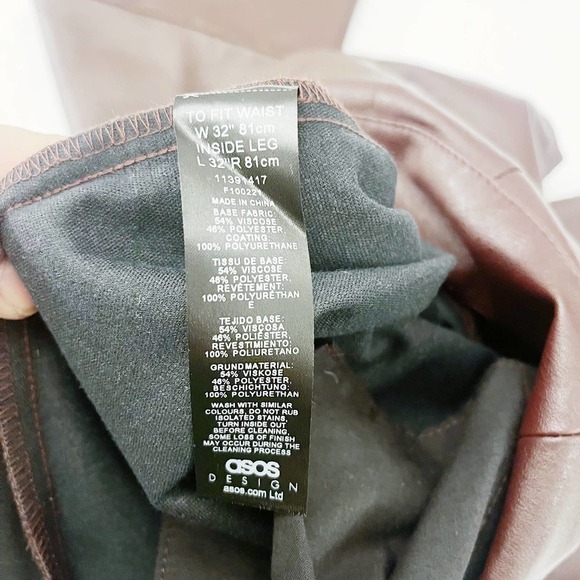 TO FIT WAIST
W 32" 81cm
INSIDE LEG
L 32"R 81cm
11391417
F100221
MADE IN CHINA
BASE FABRIC:
54% VISCOSE
46% POLYESTER,
COATING:
100% POLYURETHANE
TISSU DE BASE:
54% VISCOSE
46% POLYESTER,
REVÊTEMENT:
100% POLYURÉTHAN
E
TEJIDO BASE:
54% VISCOSA
46% POLIÉSTER,
REVESTIMIENTO:
100% POLIURETANO
GRUNDMATERIAL:
54% VISKOSE
46% POLYESTER,
BESCHICHTUNG:
100% POLYURETHAN
WASH WITH SIMILAR
COLOURS, DO NOT RUB
ISOLATED STAINS,
TURN INSIDE OUT
BEFORE CLEANING,
SOME LOSS OF FINISH
MAY OCCURR DURING THE
CLEANING PROCESS
asos
DESIGN
asos.com Ltd